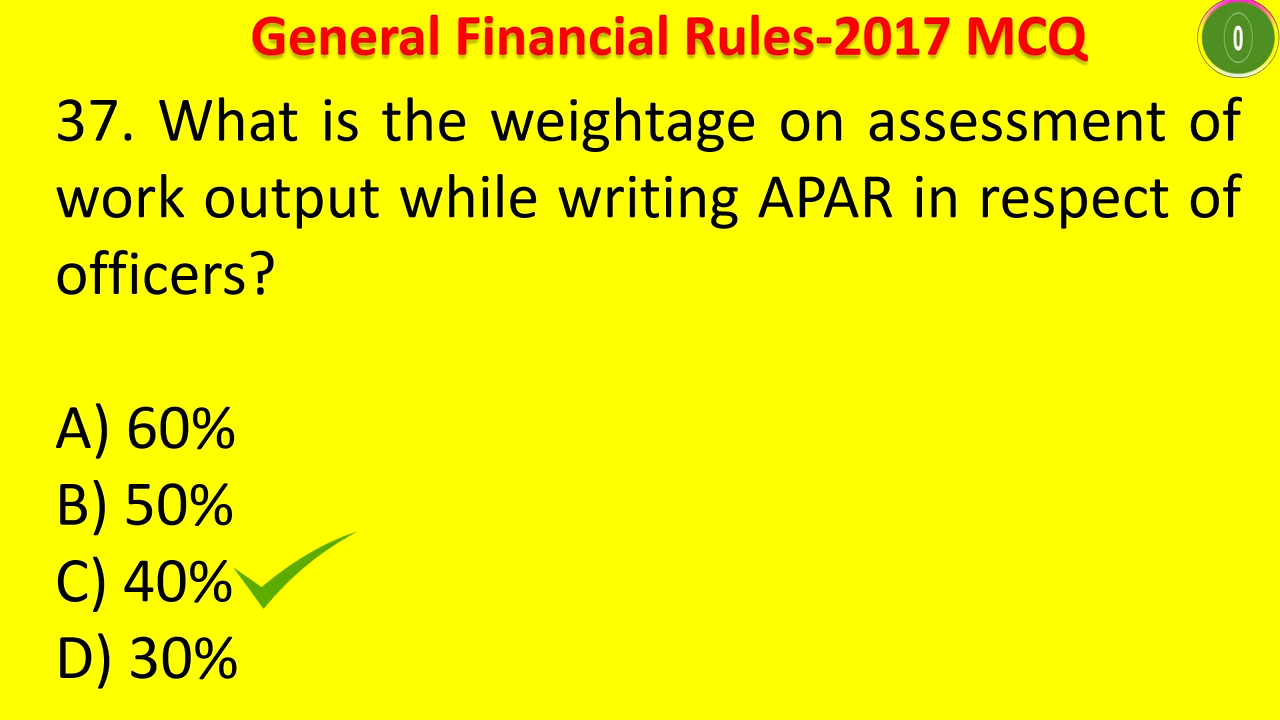 General Financial Rules-2017 MCQ
0
37. What is the weightage on assessment of
work output while writing APAR in respect of
officers?
A) 60%
B) 50%
C) 40%
D) 30%